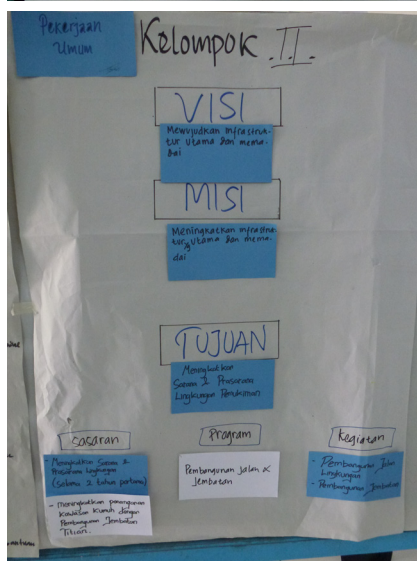 Pekerjaan
Umum
Kelompok II.
VISI
Mewujudkan infrastruk-
tur utama dan mema-
dai
MISI
Meningkatkan infrastruk-
tur utama dan mema-
dai
TUJUAN
Meningkatkan
Sarana & Prasarana
Lingkungan Pemukiman
Sasaran
- Meningkatkan Sarana &
Prasarana Lingkungan
(selama 2 tahun pertama)
- meningkatkan penanganan
Kawasan Kumuh dengan
Pembangunan Jembatan
Titian.
Program
Pembangunan Jalan &
Jembatan
Kegiatan
- Pembangunan Jalan
Lingkungan
- Pembangunan Jembatan